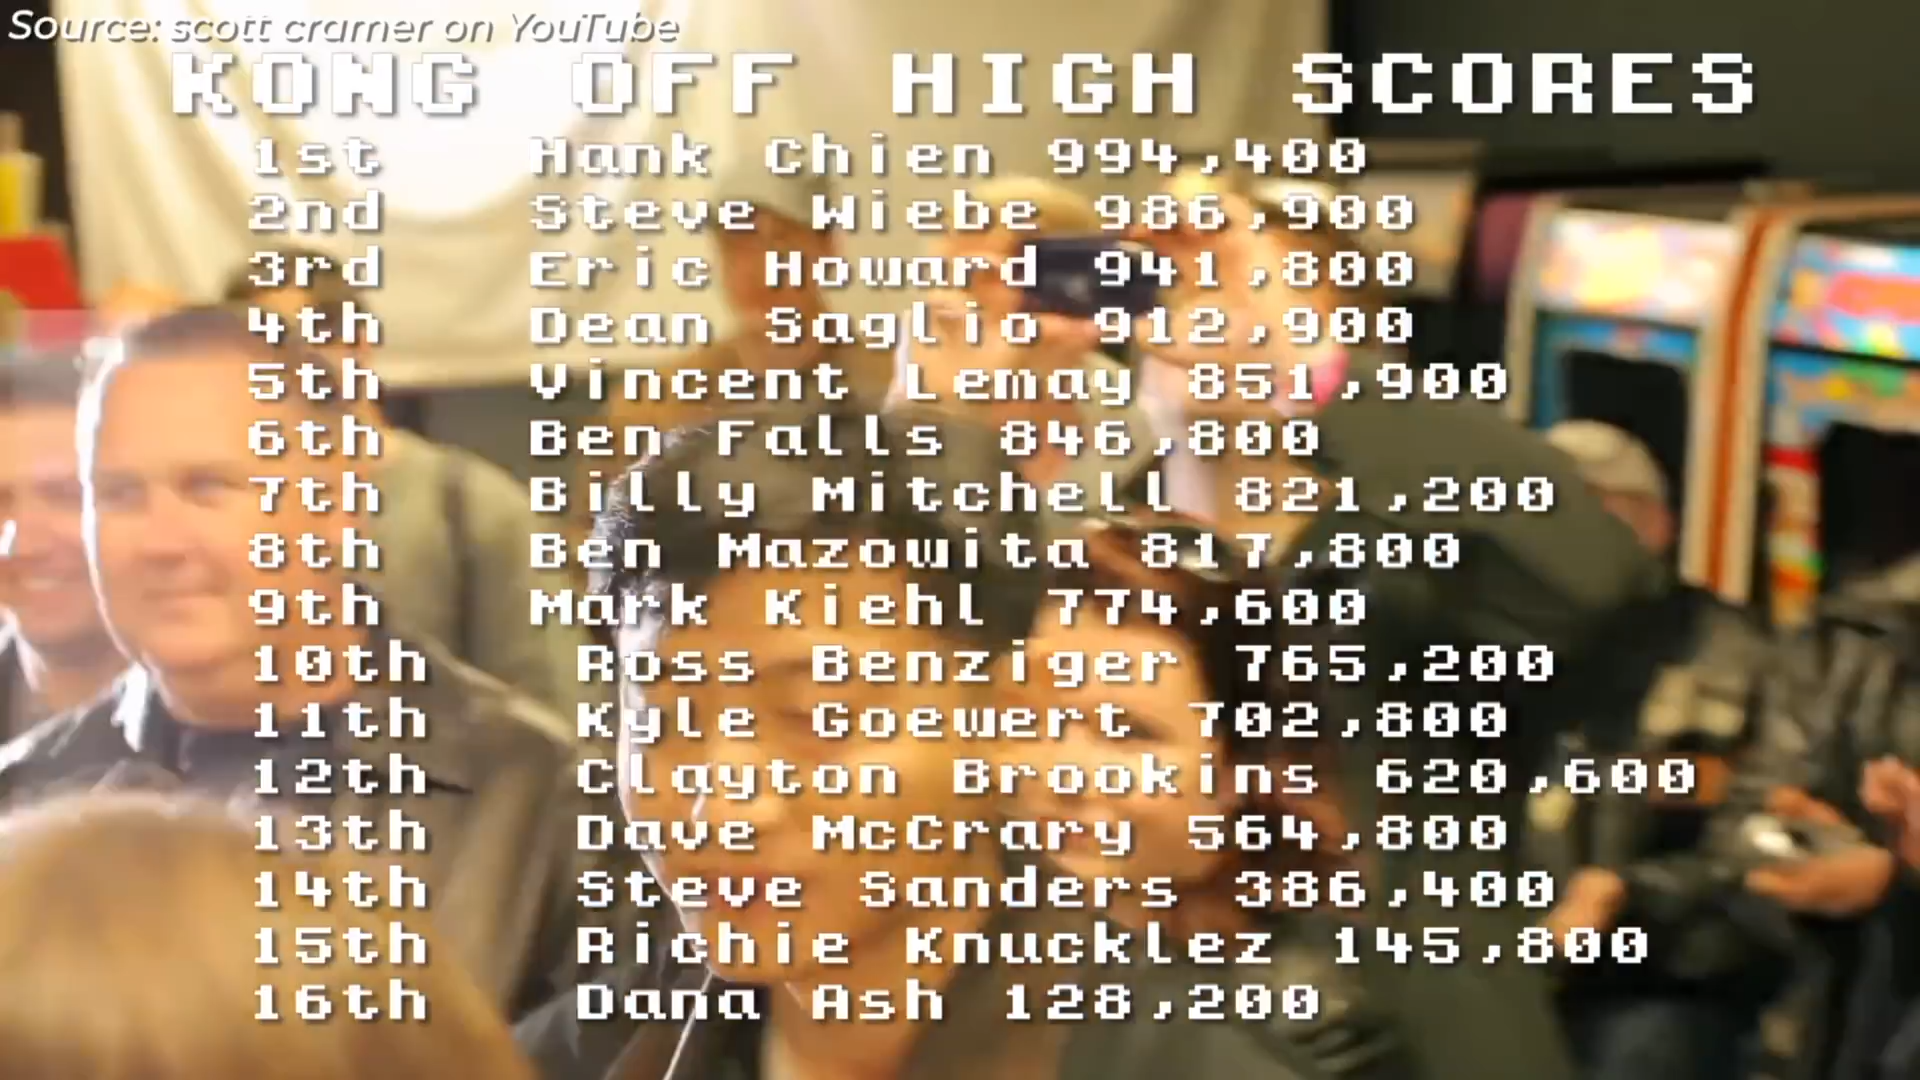 Source: scott cramer on YouTube
KONG OFF HIGH SCORES
1st Hank Chien 994,400
2nd Steve Wiebe 986,900
3rd Eric Howard 941,800
4th Dean Saglio 912,900
5th Vincent Lemay 851,900
6th Ben Falls 846,800
7th Billy Mitchell 821,200
8th Ben Mazowita 817,800
9th Mark Kiehl 774,600
10th Ross Benziger 765,200
11th Kyle Goewert 702,800
12th Clayton Brookins 620,600
13th Dave McCrary 564,800
14th Steve Sanders 386,400
15th Richie Knucklez 145,800
16th Dana Ash 128,200